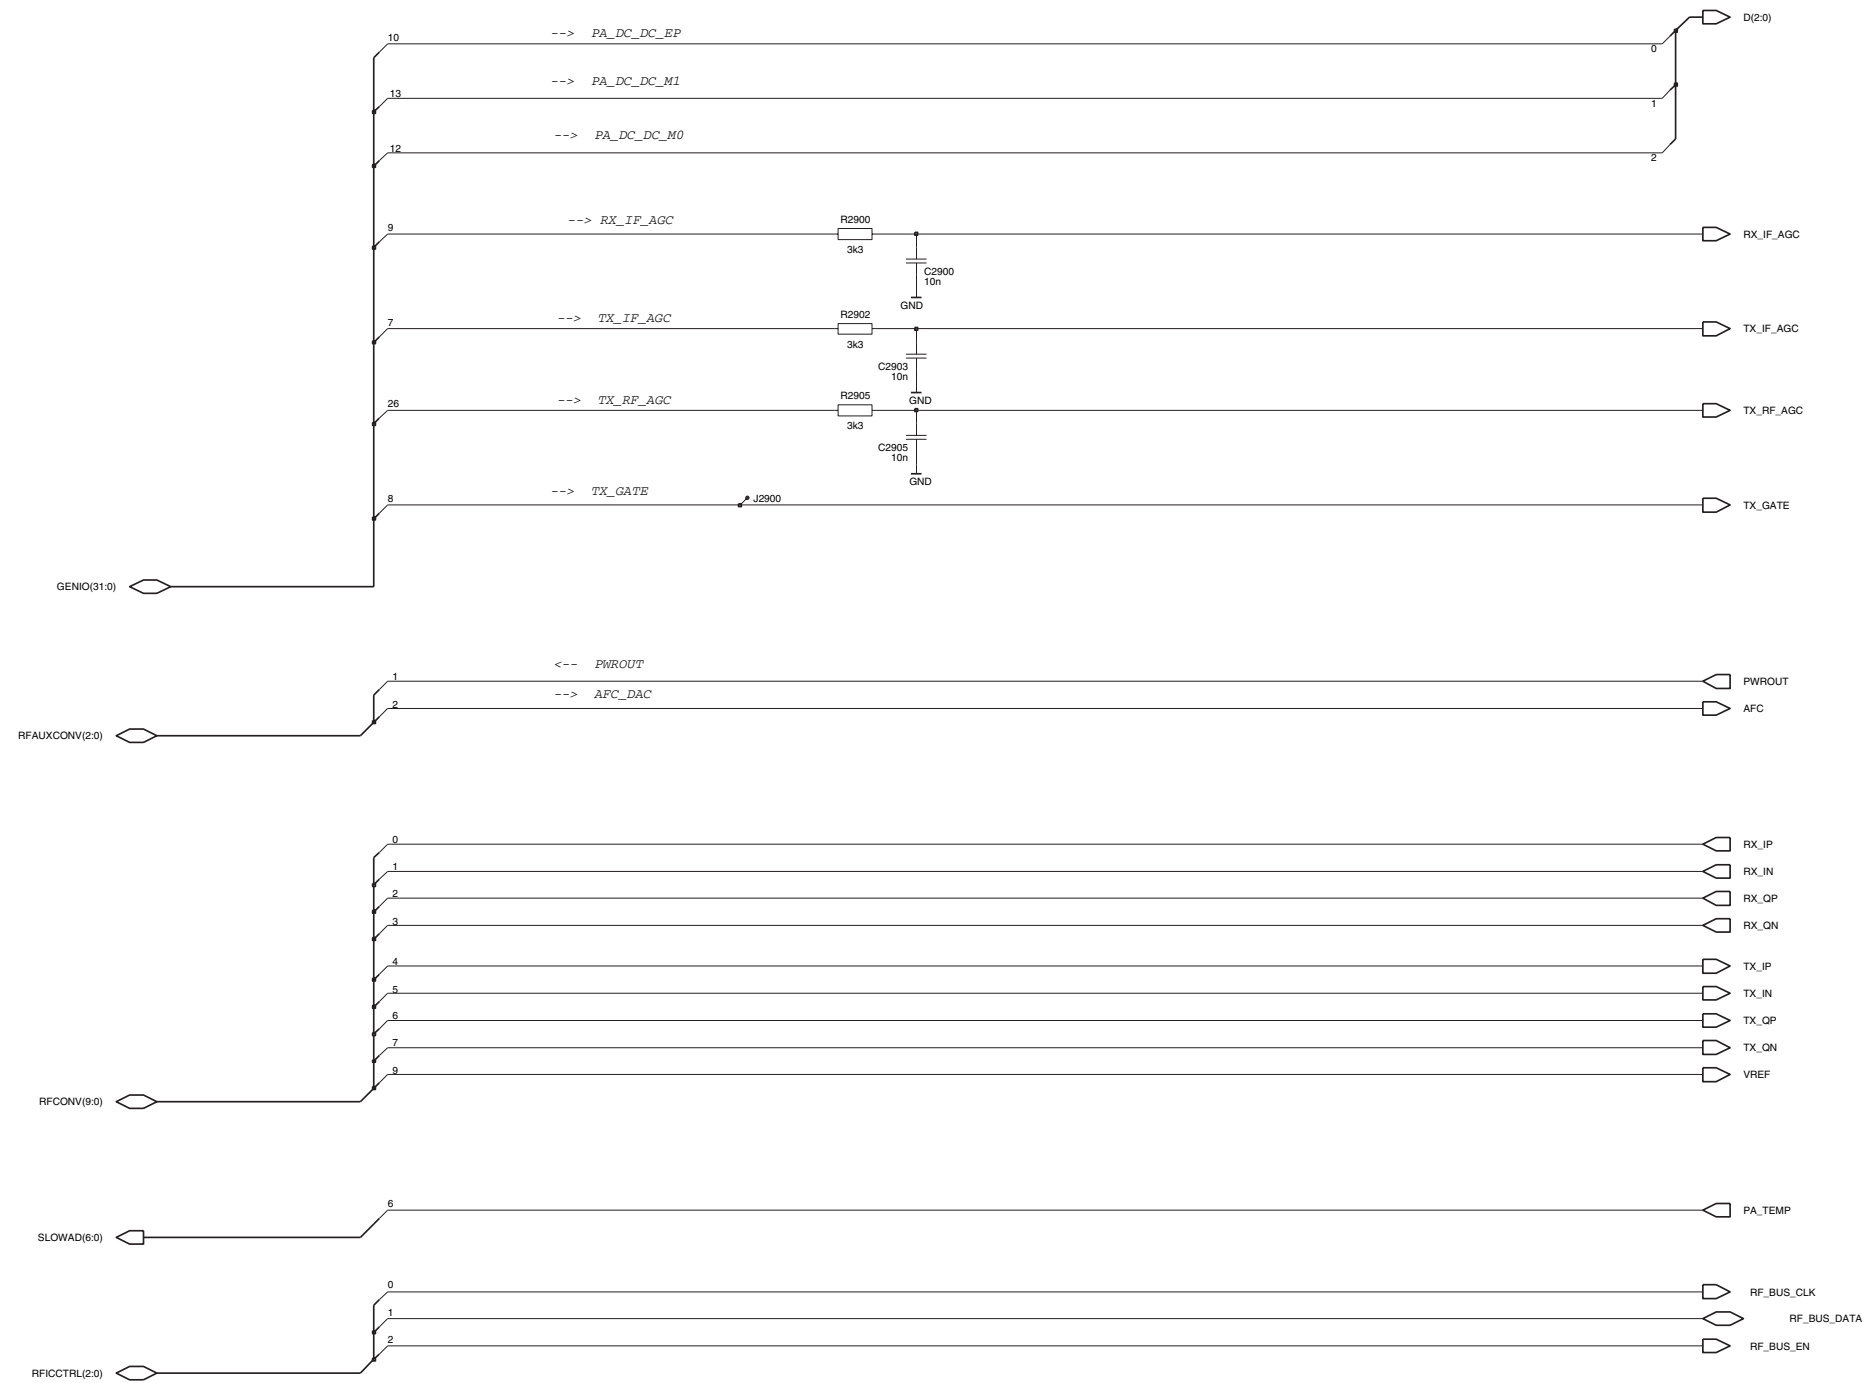 D(2:0)
10
--> PA_DC_DC_EP
0
13
--> PA_DC_DC_M1
1
12
--> PA_DC_DC_M0
2
9
--> RX_IF_AGC
R2900
3k3
C2900
10n
GND
RX_IF_AGC
7
--> TX_IF_AGC
R2902
3k3
C2903
10n
GND
TX_IF_AGC
26
--> TX_RF_AGC
R2905
3k3
C2905
10n
GND
TX_RF_AGC
8
--> TX_GATE
J2900
TX_GATE
GENIO(31:0)
<-- PWROUT
1
PWROUT
--> AFC_DAC
2
AFC
RFAUXCONV(2:0)
0
RX_IP
1
RX_IN
2
RX_QP
3
RX_QN
4
TX_IP
5
TX_IN
6
TX_QP
7
TX_QN
9
VREF
RFCONV(9:0)
6
PA_TEMP
SLOWAD(6:0)
0
RF_BUS_CLK
1
RF_BUS_DATA
2
RF_BUS_EN
RFICCTRL(2:0)